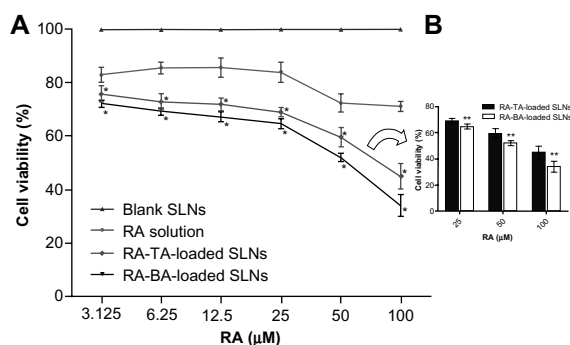 A
100
80
60
40
20
0
Cell viability (%)
*
*
*
*
*
*
*
*
*
*
*
*
Blank SLNs
RA solution
RA-TA-loaded SLNs
RA-BA-loaded SLNs
3.125 6.25 12.5 25 50 100
RA (μM)
B
RA-TA-loaded SLNs
RA-BA-loaded SLNs
80
60
40
20
0
Cell viability (%)
**
**
**
25 50 100
RA (μM)